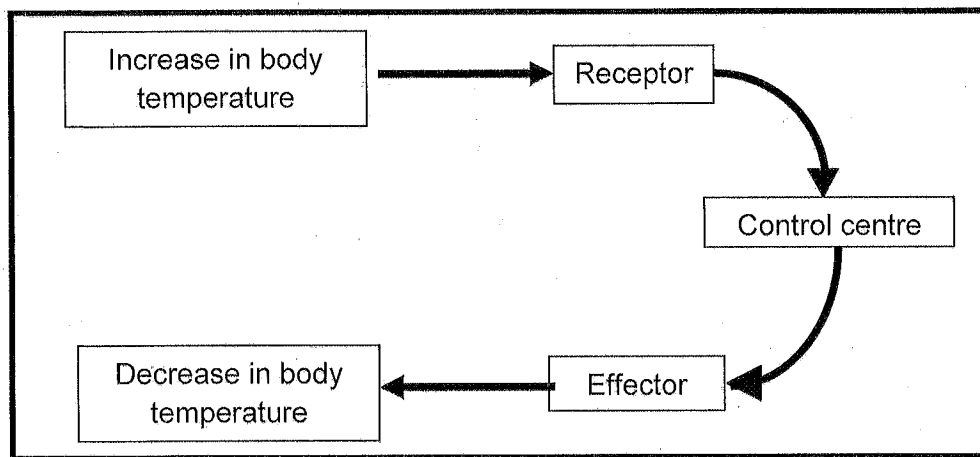 Increase in body
temperature
Receptor
Control centre
Effector
Decrease in body
temperature